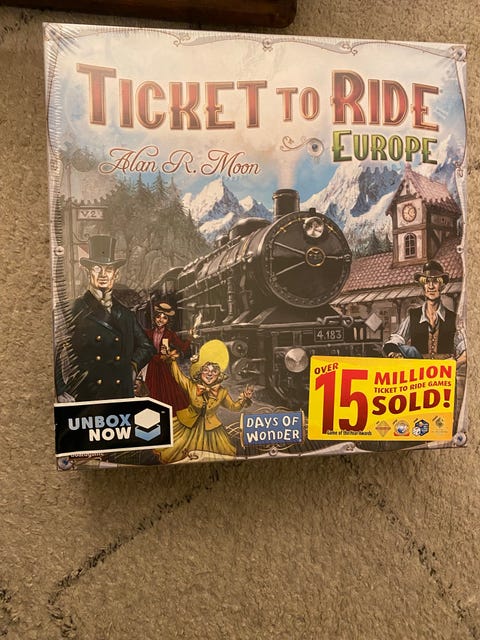 TICKET TO RIDE
EUROPE
Alan R. Moon
V2
4.183
OVER
15 MILLION
TICKET TO RIDE GAMES
SOLD!
UNBOX
NOW
DAYS OF
WONDER